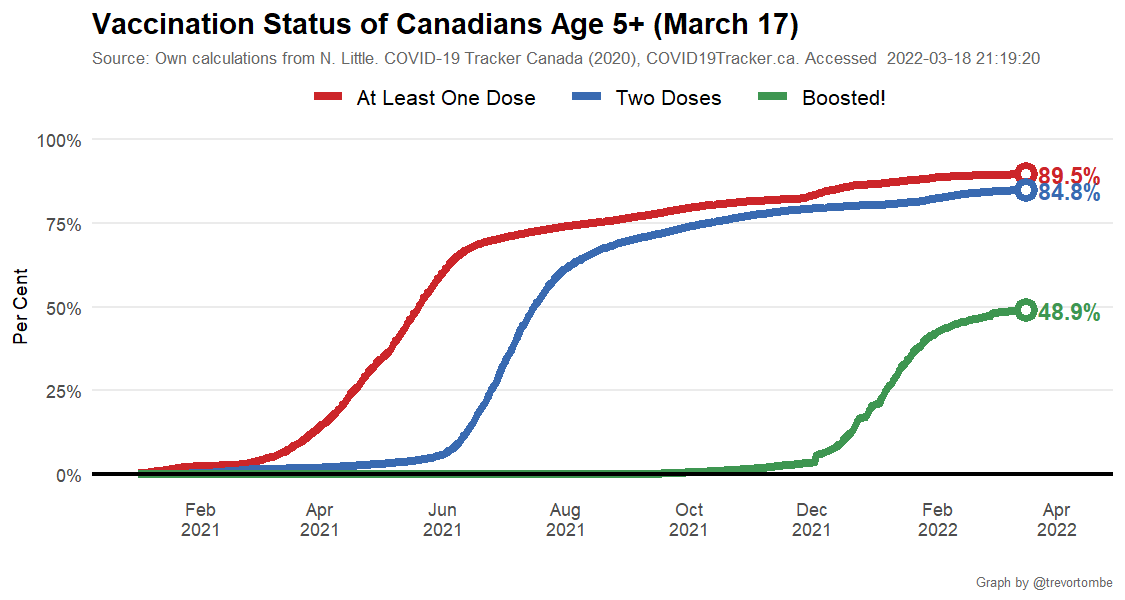 Vaccination Status of Canadians Age 5+ (March 17)
Source: Own calculations from N. Little. COVID-19 Tracker Canada (2020), COVID19Tracker.ca. Accessed  2022-03-18 21:19:20
At Least One Dose Two Doses Boosted!
Per Cent
100%
75%
50%
25%
0%
89.5%
84.8%
48.9%
Feb Apr Jun Aug Oct Dec Feb Apr
2021 2021 2021 2021 2021 2021 2022 2022
Graph by @trevortombe